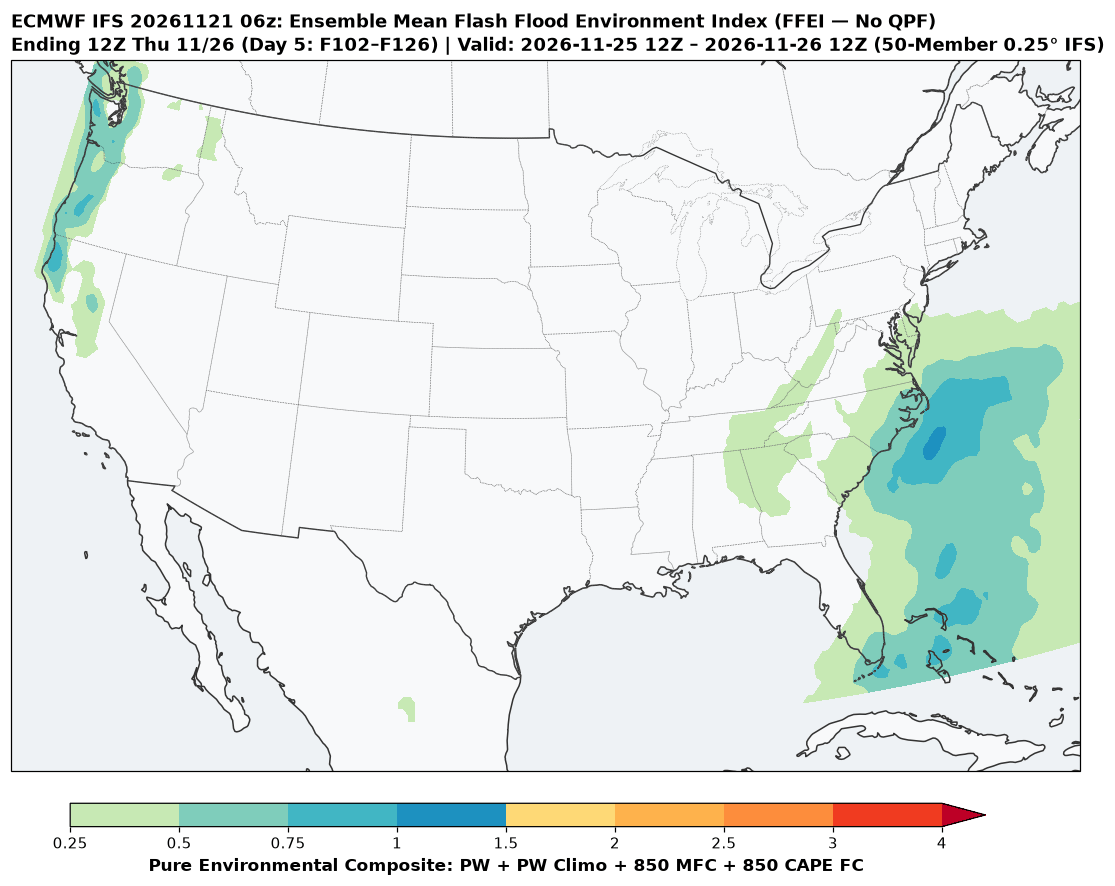 ECMWF IFS 20261121 06z: Ensemble Mean Flash Flood Environment Index (FFEI — No QPF)
Ending 12Z Thu 11/26 (Day 5: F102–F126) | Valid: 2026-11-25 12Z – 2026-11-26 12Z (50-Member 0.25° IFS)
0.25 0.5 0.75 1 1.5 2 2.5 3 4
Pure Environmental Composite: PW + PW Climo + 850 MFC + 850 CAPE FC